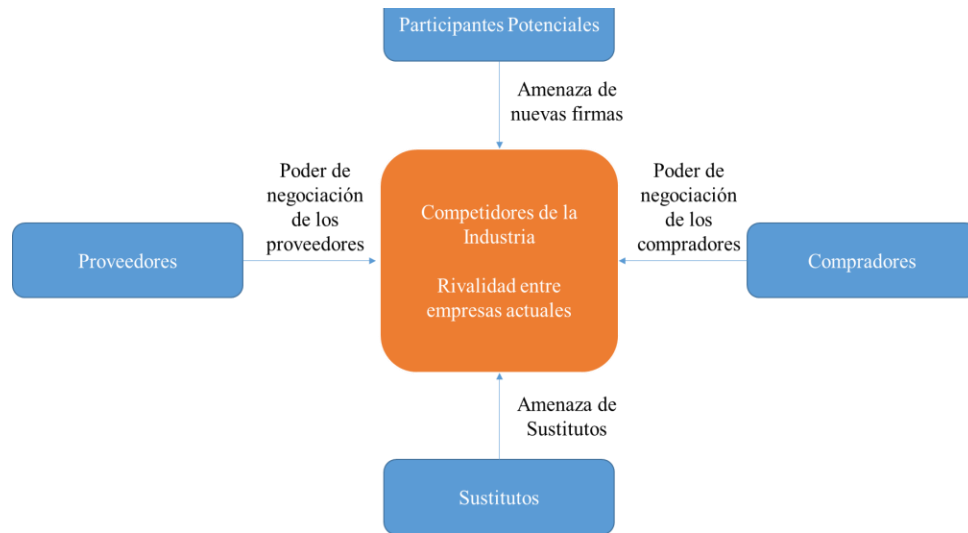 Participantes Potenciales
Amenaza de
nuevas firmas
Poder de
negociación
de los
proveedores
Poder de
negociación
de los
compradores
Competidores de la
Industria
Rivalidad entre
empresas actuales
Proveedores
Compradores
Amenaza de
Sustitutos
Sustitutos